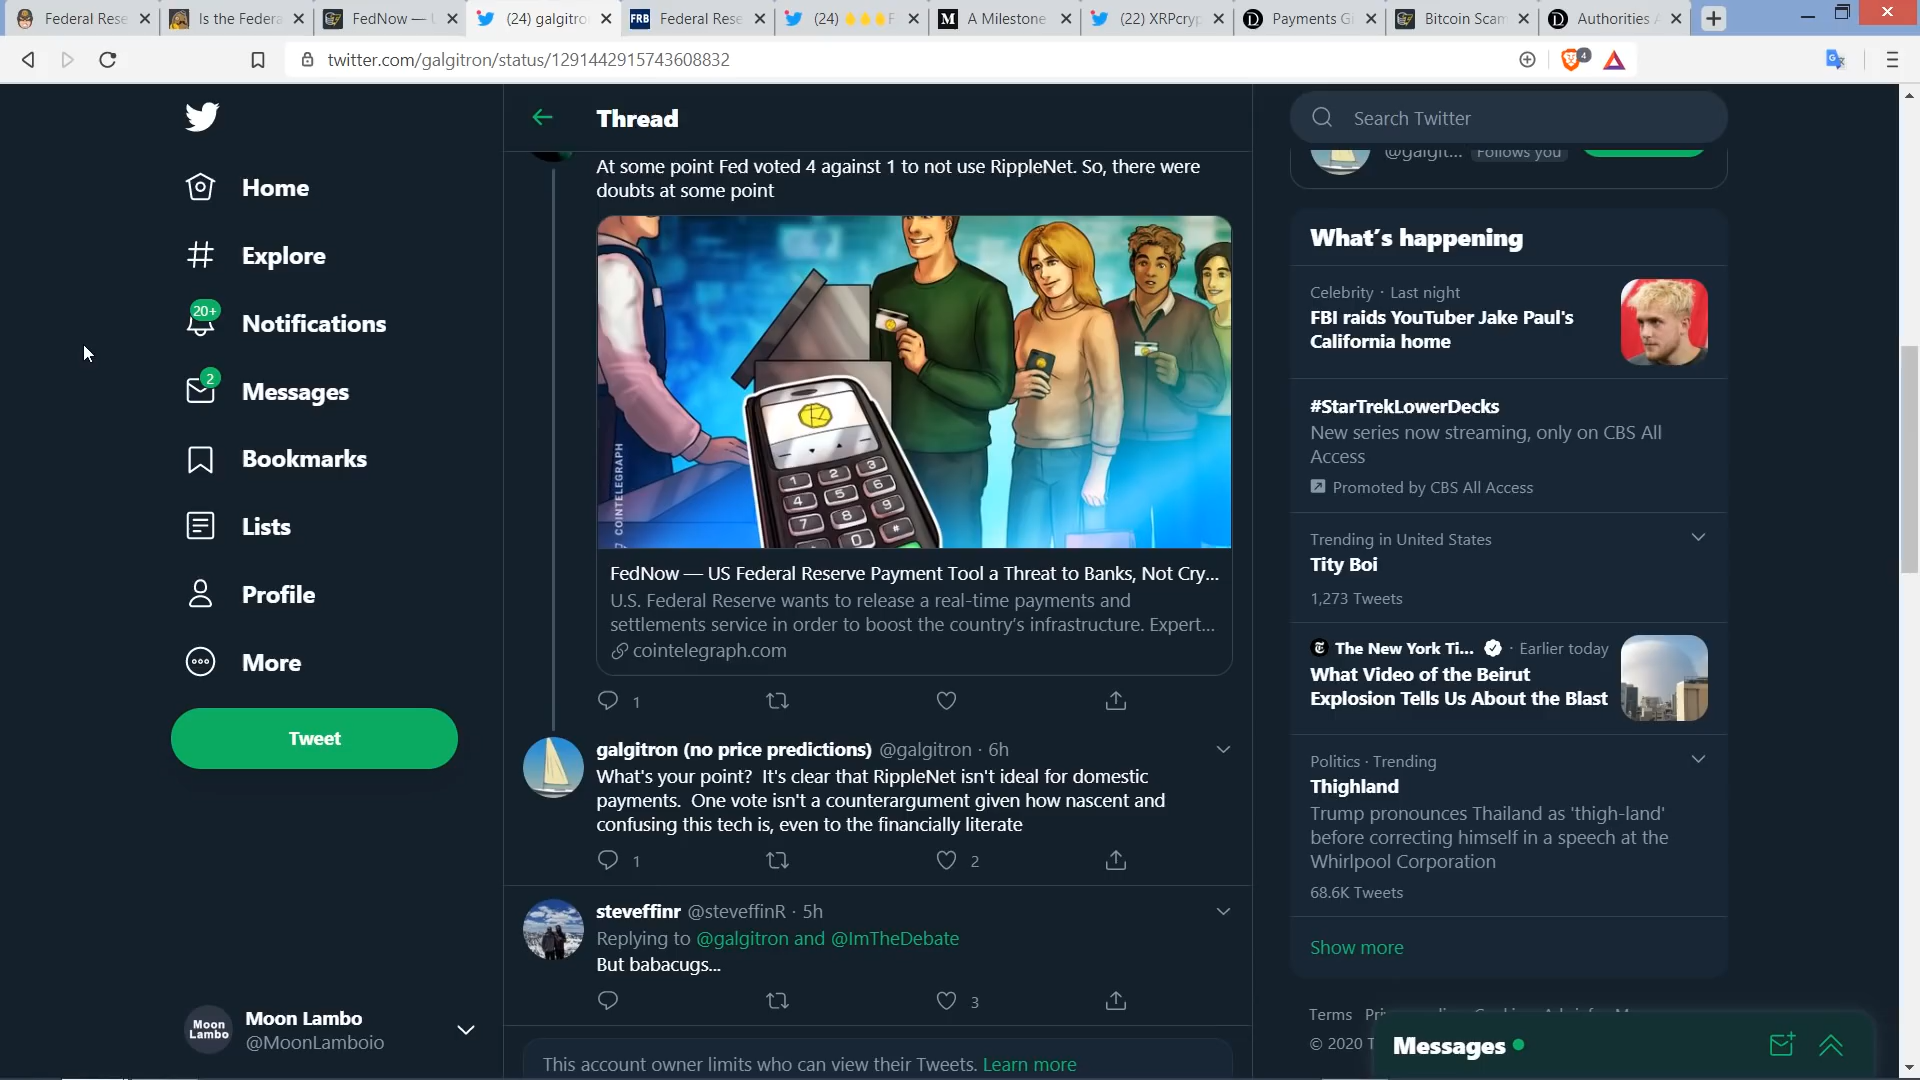 Federal Rese
Is the Federa
FedNow —
(24) galgitro
Federal Rese
(24)
A Milestone
(22) XRPcryp
Payments Gi
Bitcoin Scam
Authorities
twitter.com/galgitron/status/1291442915743608832
4
Home
Explore
20+
Notifications
2
Messages
Bookmarks
Lists
Profile
More
Tweet
Moon Lambo
Moon Lambo
@MoonLamboio
Thread
At some point Fed voted 4 against 1 to not use RippleNet. So, there were
doubts at some point
COINTELEGRAPH
FedNow — US Federal Reserve Payment Tool a Threat to Banks, Not Cry...
U.S. Federal Reserve wants to release a real-time payments and
settlements service in order to boost the country's infrastructure. Expert...
cointelegraph.com
1
galgitron (no price predictions) @galgitron · 6h
What's your point? It's clear that RippleNet isn't ideal for domestic
payments. One vote isn't a counterargument given how nascent and
confusing this tech is, even to the financially literate
1 2
steveffinr @steveffinR · 5h
Replying to @galgitron and @ImTheDebate
But babacugs...
3
This account owner limits who can view their Tweets. Learn more
Search Twitter
@galgit... Follows you
What's happening
Celebrity · Last night
FBI raids YouTuber Jake Paul's
California home
#StarTrekLowerDecks
New series now streaming, only on CBS All
Access
Promoted by CBS All Access
Trending in United States
Tity Boi
1,273 Tweets
The New York Ti... · Earlier today
What Video of the Beirut
Explosion Tells Us About the Blast
Politics · Trending
Thighland
Trump pronounces Thailand as 'thigh-land'
before correcting himself in a speech at the
Whirlpool Corporation
68.6K Tweets
Show more
Terms
© 2020
Messages